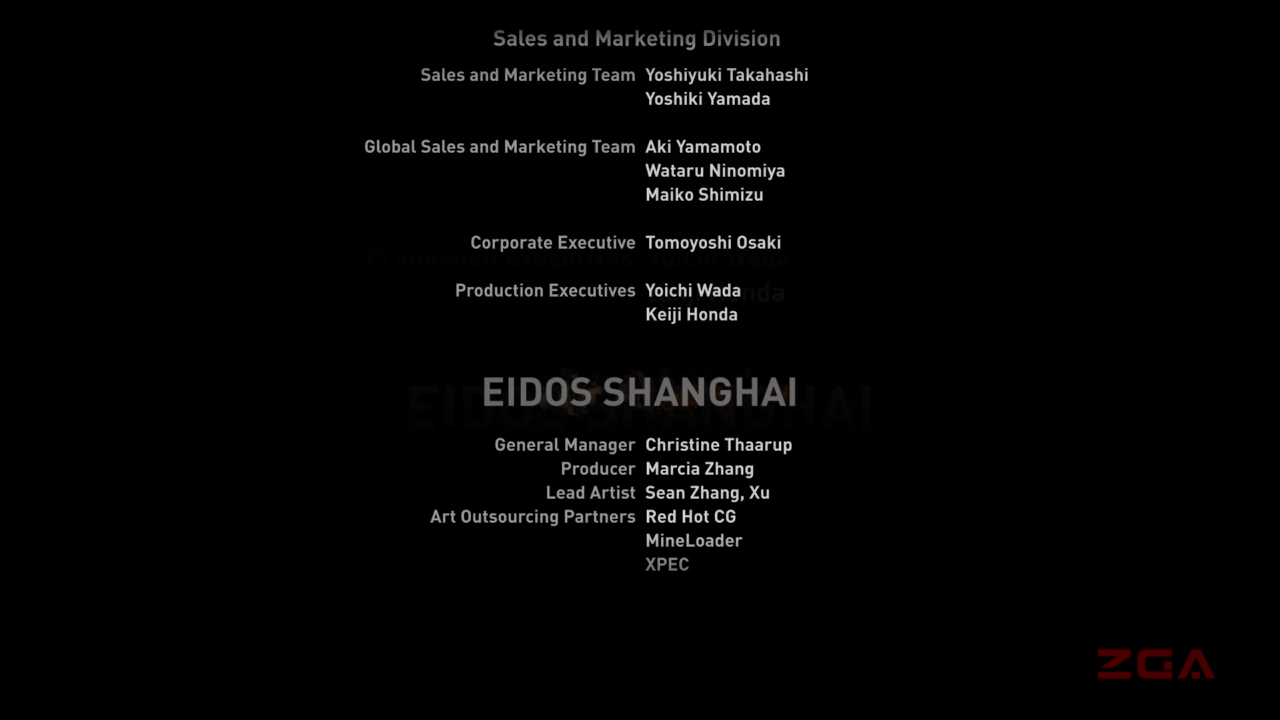 Sales and Marketing Division
Sales and Marketing Team Yoshiyuki Takahashi
Yoshiki Yamada
Global Sales and Marketing Team Aki Yamamoto
Wataru Ninomiya
Maiko Shimizu
Corporate Executive Tomoyoshi Osaki
Production Executives Yoichi Wada
Keiji Honda
EIDOS SHANGHAI
General Manager Christine Thaarup
Producer Marcia Zhang
Lead Artist Sean Zhang, Xu
Art Outsourcing Partners Red Hot CG
MineLoader
XPEC
ZGA